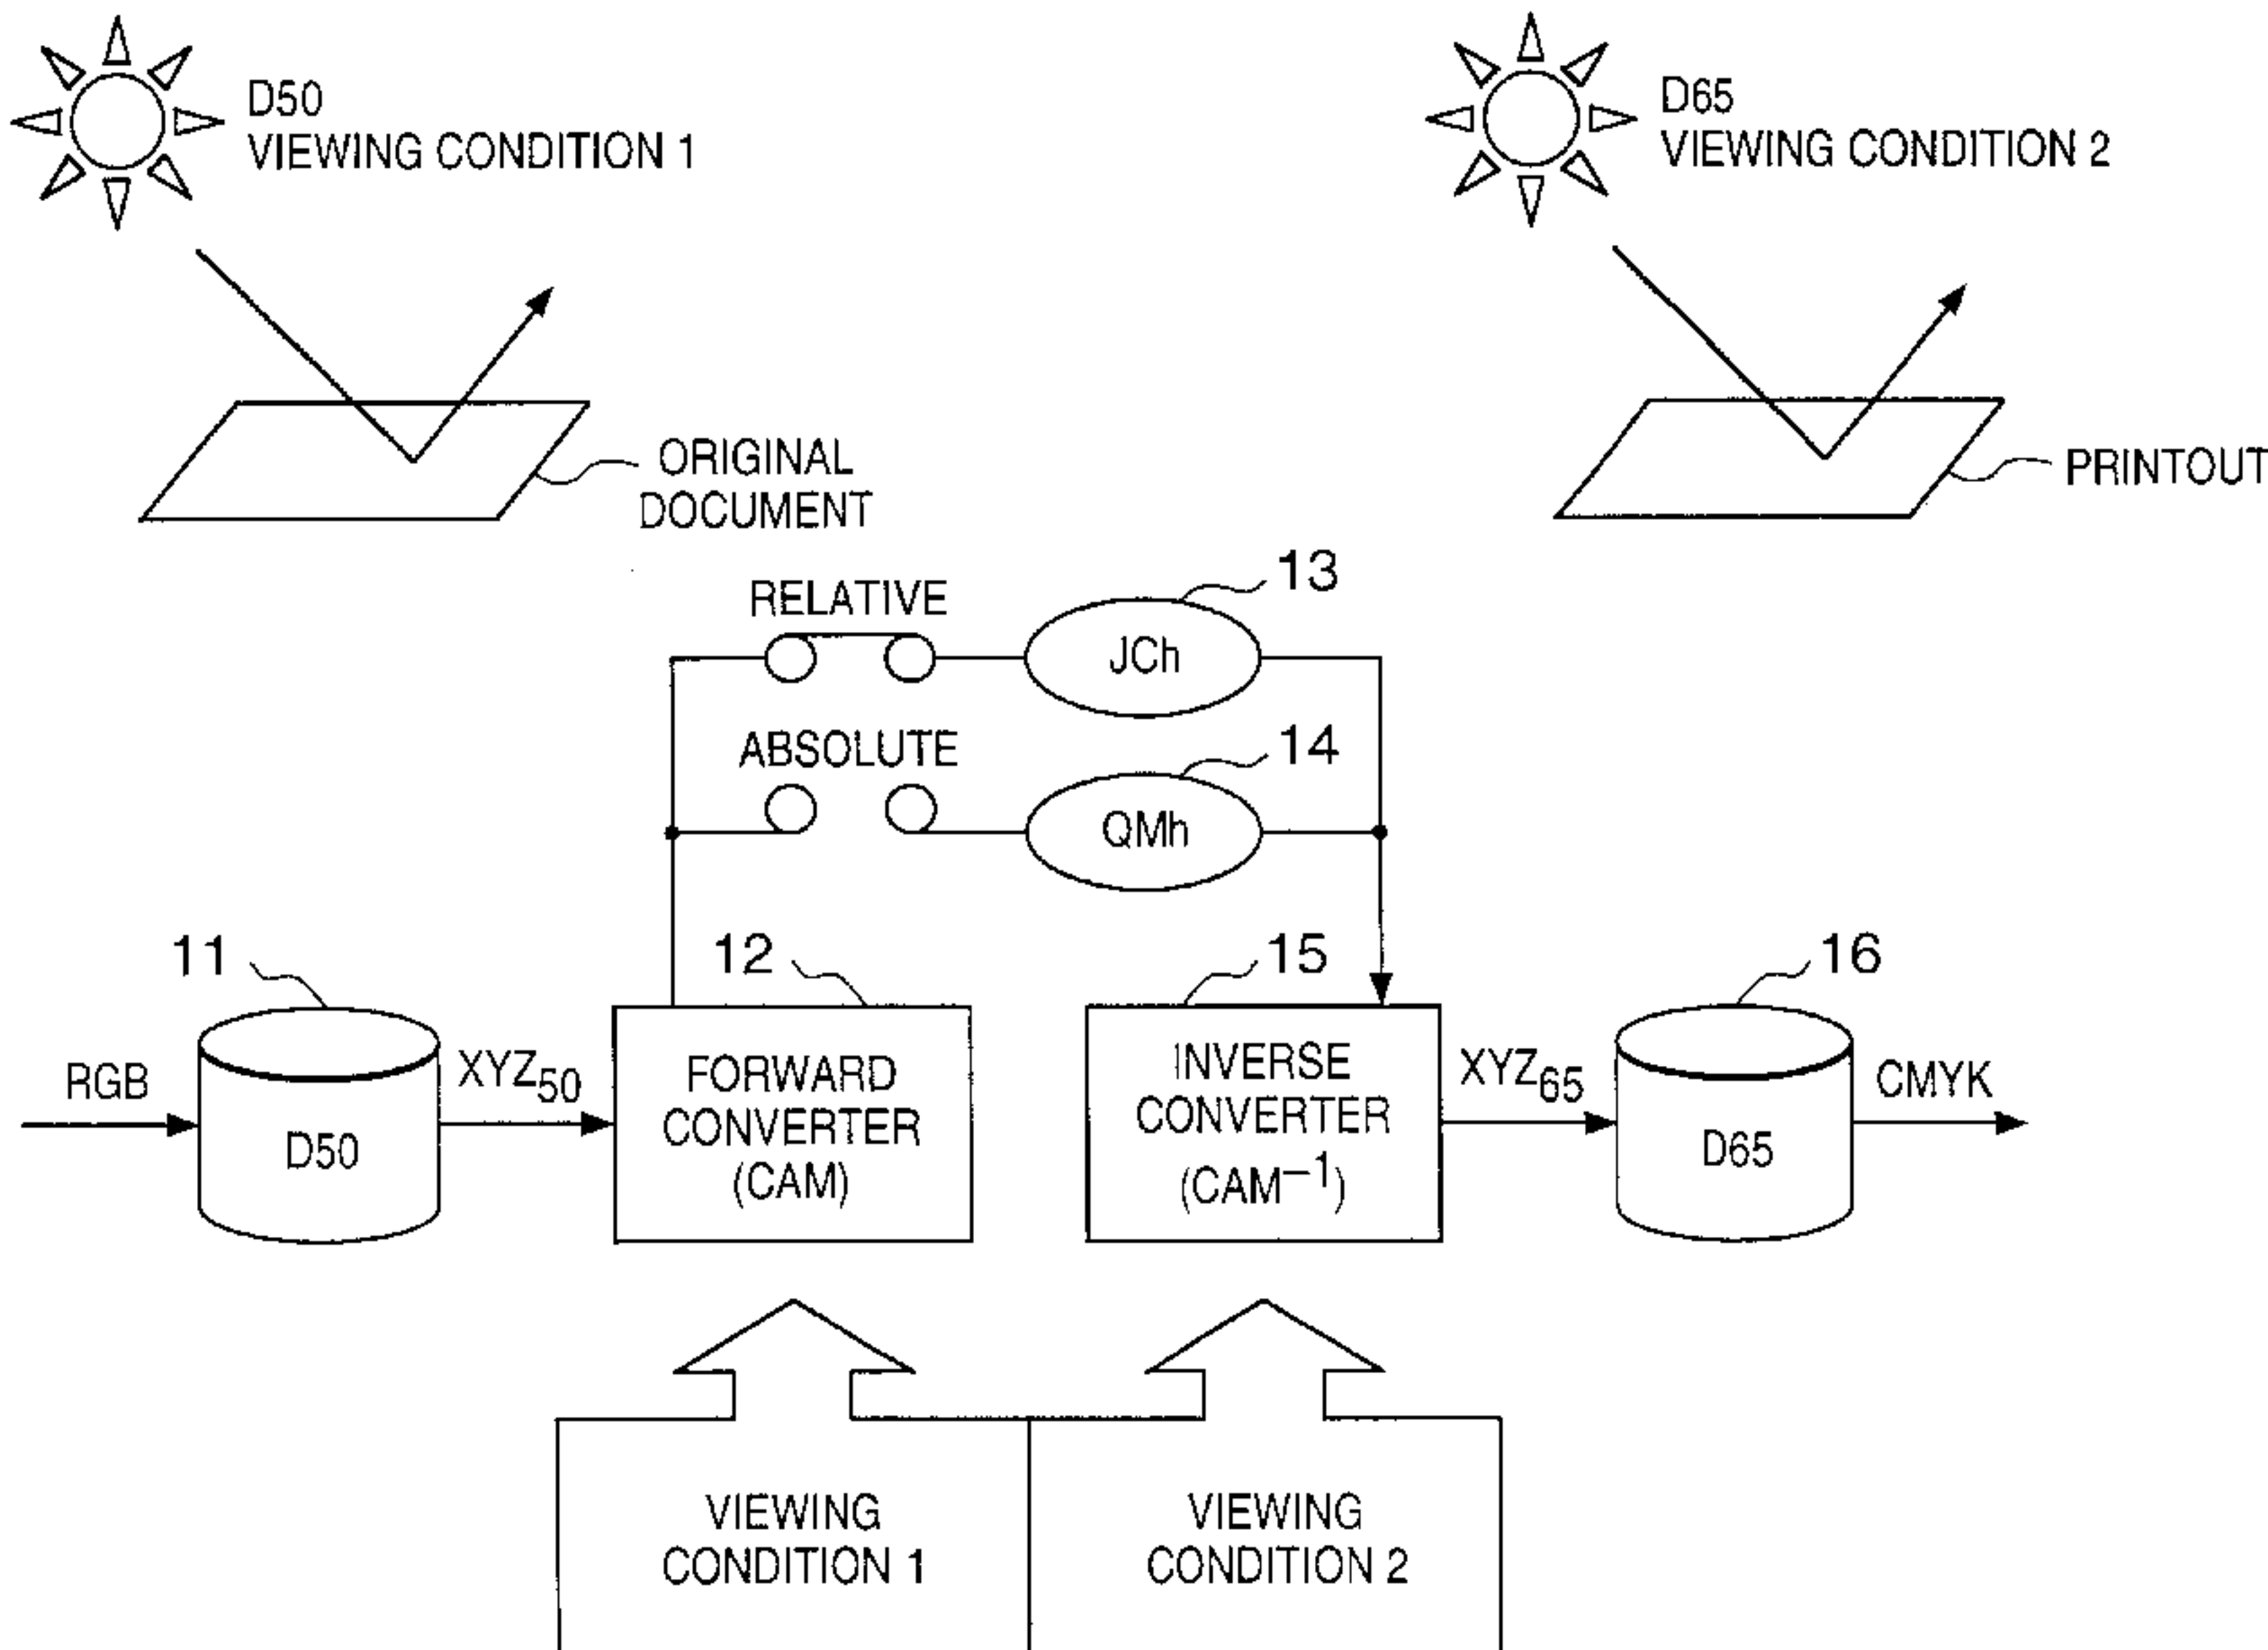 D50
VIEWING CONDITION 1
D65
VIEWING CONDITION 2
ORIGINAL
DOCUMENT
PRINTOUT
RELATIVE
13
JCh
ABSOLUTE
14
QMh
11
12
15
16
RGB
D50
XYZ50
FORWARD
CONVERTER
(CAM)
INVERSE
CONVERTER
(CAM−1)
XYZ65
D65
CMYK
VIEWING
CONDITION 1
VIEWING
CONDITION 2